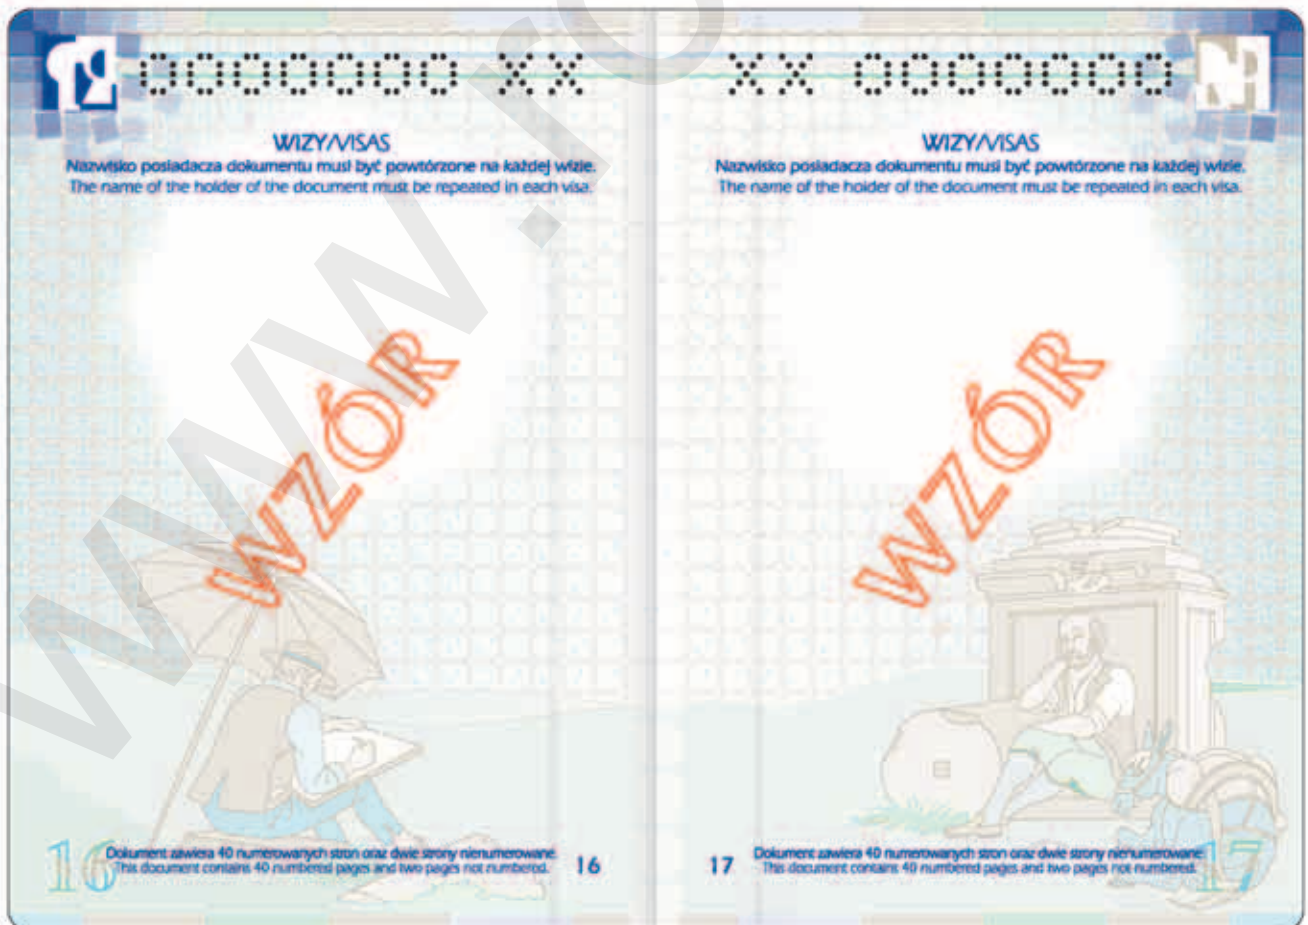 0000000 XX
WIZY/VISAS
Nazwisko posiadacza dokumentu musi być powtórzone na każdej wizie.
The name of the holder of the document must be repeated in each visa.
WZÓR
16
Dokument zawiera 40 numerowanych stron oraz dwie strony nienumerowane.
This document contains 40 numbered pages and two pages not numbered.
16
XX 0000000
WIZY/VISAS
Nazwisko posiadacza dokumentu musi być powtórzone na każdej wizie.
The name of the holder of the document must be repeated in each visa.
WZÓR
17
Dokument zawiera 40 numerowanych stron oraz dwie strony nienumerowane.
This document contains 40 numbered pages and two pages not numbered.
17
www.